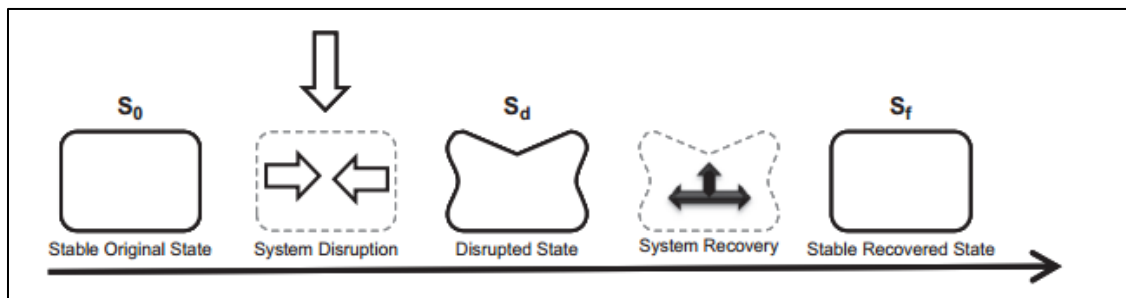 S0
Sd
Sf
Stable Original State
System Disruption
Disrupted State
System Recovery
Stable Recovered State